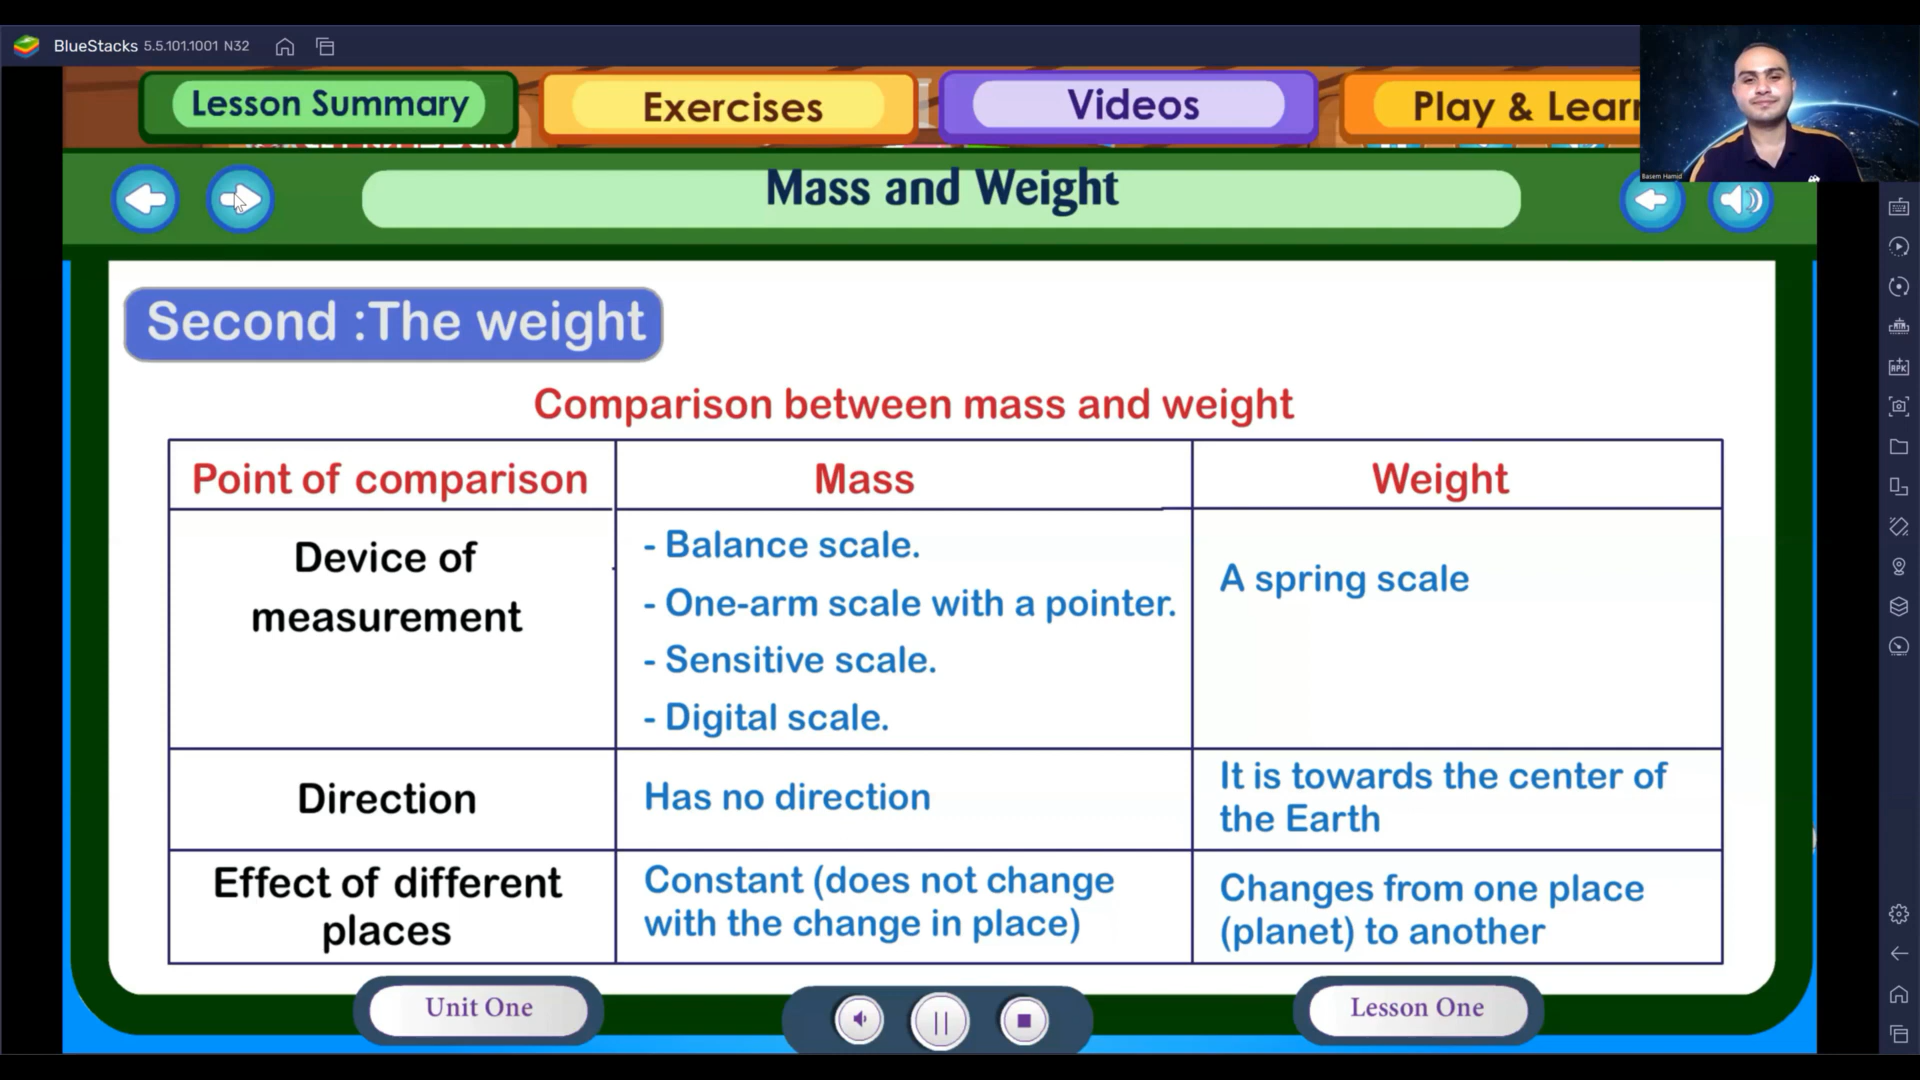 BlueStacks 5.5.101.1001 N32
Lesson Summary
Exercises
Videos
Play & Learn
Basem Hamid
Mass and Weight
Second :The weight
Comparison between mass and weight
Point of comparison
Mass
Weight
Device of
measurement
- Balance scale.
- One-arm scale with a pointer.
- Sensitive scale.
- Digital scale.
A spring scale
Direction
Has no direction
It is towards the center of
the Earth
Effect of different
places
Constant (does not change
with the change in place)
Changes from one place
(planet) to another
Unit One
Lesson One